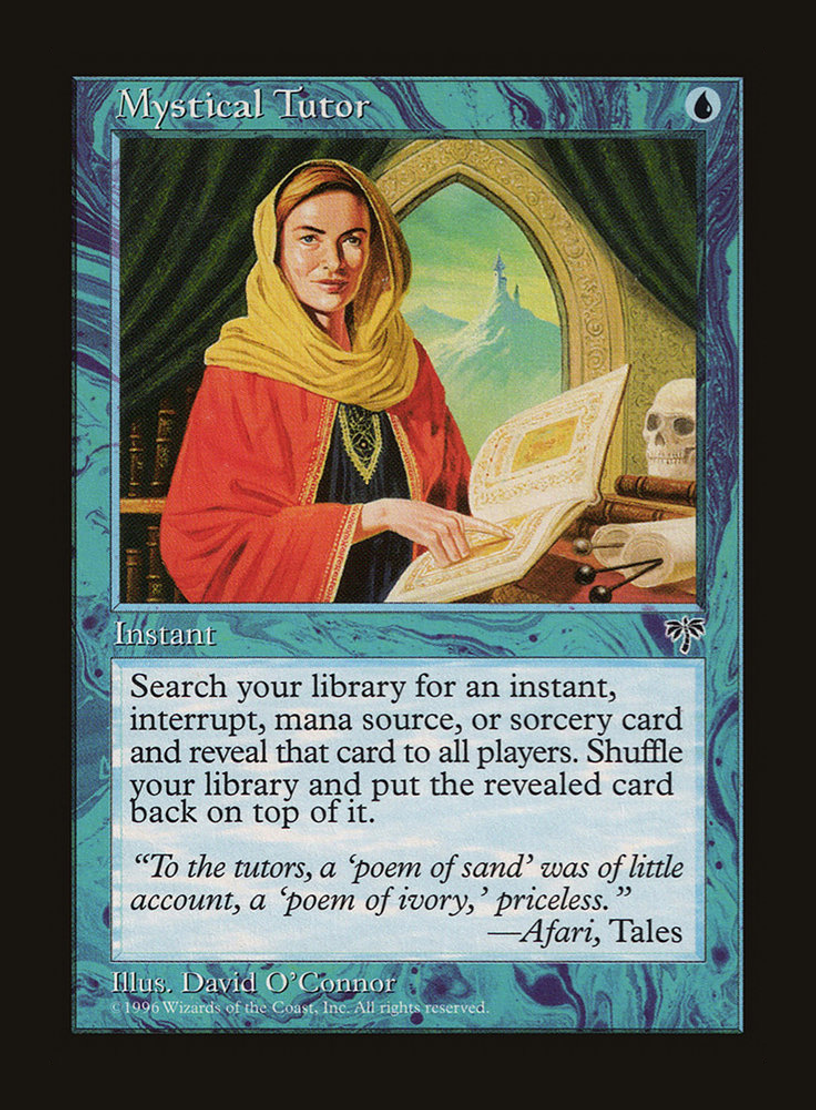 Mystical Tutor
Instant
Search your library for an instant,
interrupt, mana source, or sorcery card
and reveal that card to all players. Shuffle
your library and put the revealed card
back on top of it.
“To the tutors, a ‘poem of sand’ was of little
account, a ‘poem of ivory,’ priceless.”
—Afari, Tales
Illus. David O’Connor
©1996 Wizards of the Coast, Inc. All rights reserved.